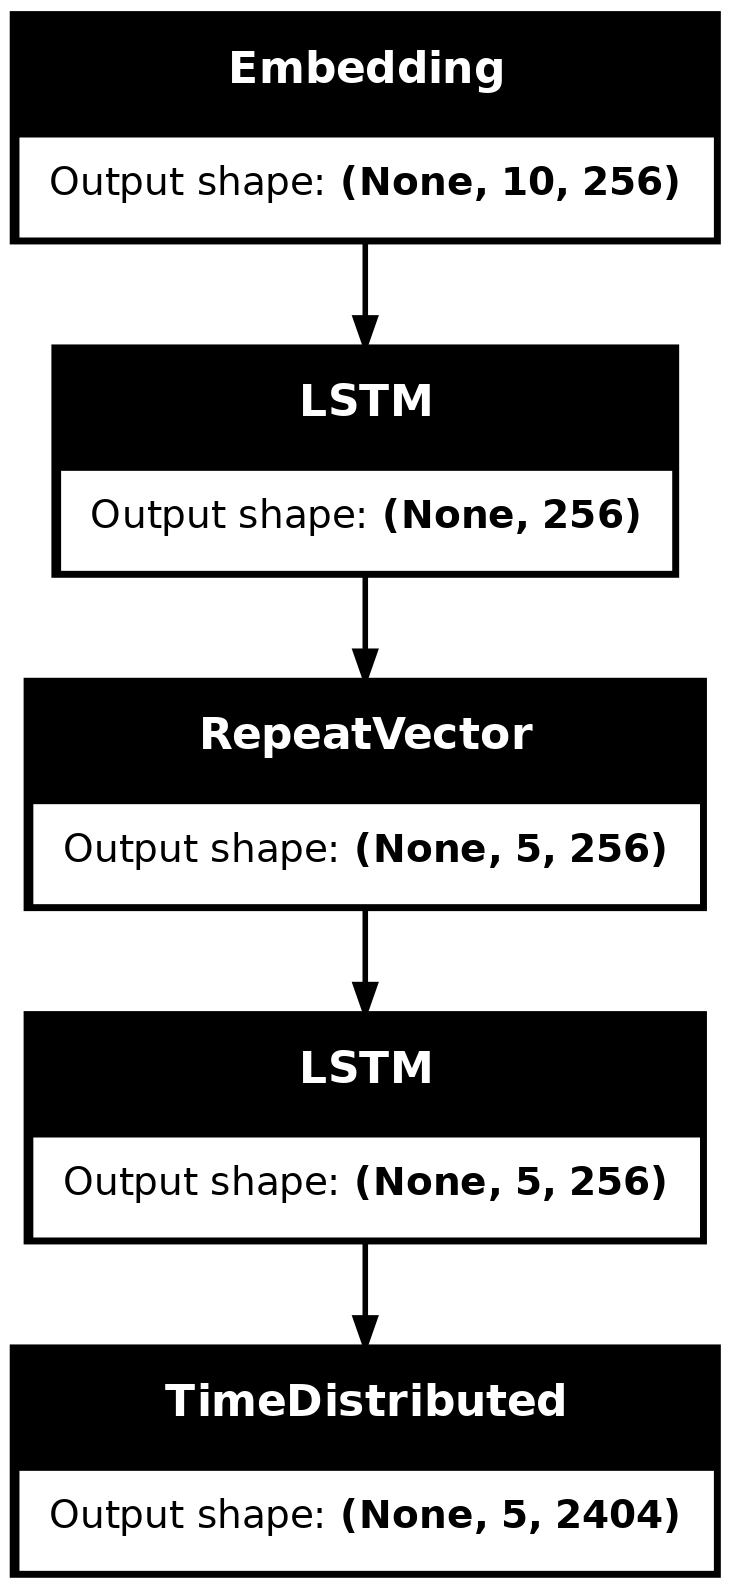 Embedding
Output shape: (None, 10, 256)
LSTM
Output shape: (None, 256)
RepeatVector
Output shape: (None, 5, 256)
LSTM
Output shape: (None, 5, 256)
TimeDistributed
Output shape: (None, 5, 2404)